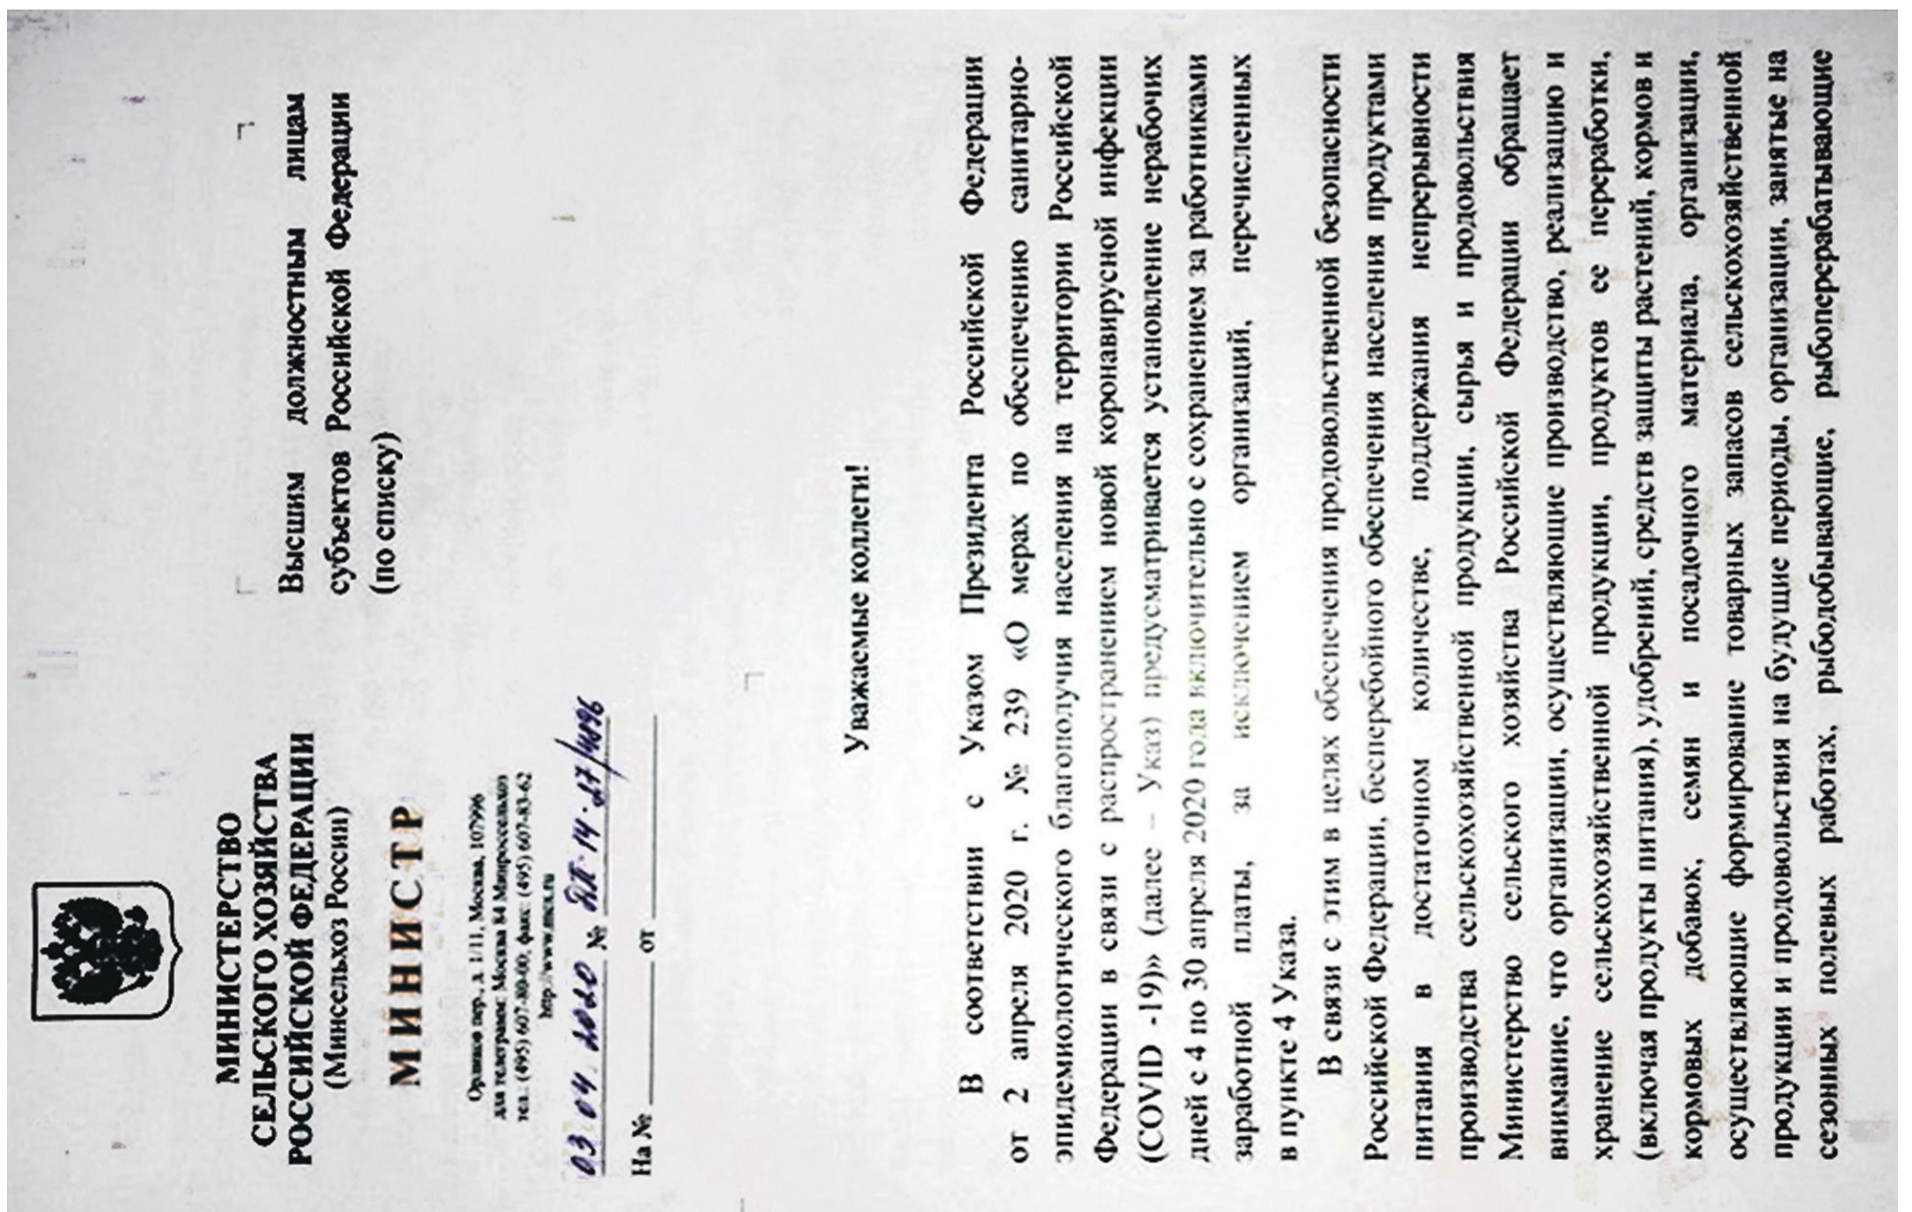 МИНИСТЕРСТВО
СЕЛЬСКОГО ХОЗЯЙСТВА
РОССИЙСКОЙ ФЕДЕРАЦИИ
(Минсельхоз России)
МИНИСТР
Орликов пер., д. 1/11, Москва, 107996
для телеграмм: Москва 84 Минроссельхоз
тел.: (495) 607-80-00; факс: (495) 607-83-62
http://www.mcx.ru
03.04.2020 № ДП-14-27/4096
На № от
Высшим должностным лицам
субъектов Российской Федерации
(по списку)
Уважаемые коллеги!
В соответствии с Указом Президента Российской Федерации
от 2 апреля 2020 г. № 239 «О мерах по обеспечению санитарно-
эпидемиологического благополучия населения на территории Российской
Федерации в связи с распространением новой коронавирусной инфекции
(COVID -19)» (далее – Указ) предусматривается установление нерабочих
дней с 4 по 30 апреля 2020 года включительно с сохранением за работниками
заработной платы, за исключением организаций, перечисленных
в пункте 4 Указа.
В связи с этим в целях обеспечения продовольственной безопасности
Российской Федерации, бесперебойного обеспечения населения продуктами
питания в достаточном количестве, поддержания непрерывности
производства сельскохозяйственной продукции, сырья и продовольствия
Министерство сельского хозяйства Российской Федерации обращает
внимание, что организации, осуществляющие производство, реализацию и
хранение сельскохозяйственной продукции, продуктов ее переработки,
(включая продукты питания), удобрений, средств защиты растений, кормов и
кормовых добавок, семян и посадочного материала, организации,
осуществляющие формирование товарных запасов сельскохозяйственной
продукции и продовольствия на будущие периоды, организации, занятые на
сезонных полевых работах, рыбодобывающие, рыбоперерабатывающие